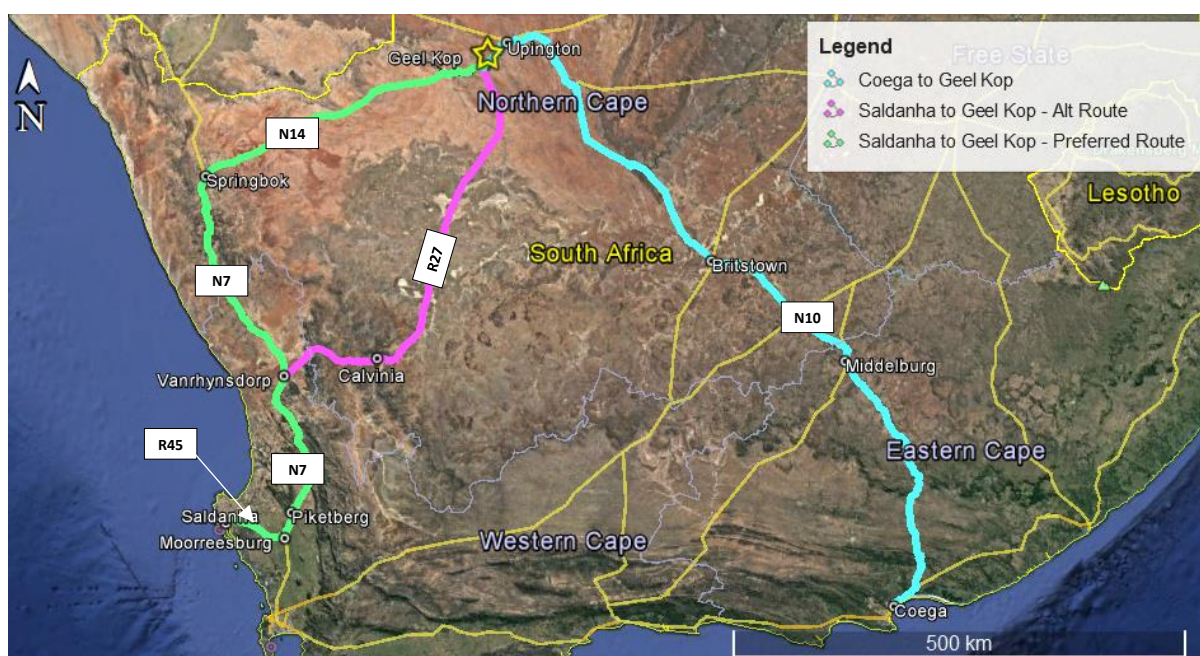 Legend
Coega to Geel Kop
Saldanha to Geel Kop - Alt Route
Saldanha to Geel Kop - Preferred Route
Free State
Upington
Geel Kop
Northern Cape
N
N14
Springbok
Lesotho
South Africa
R27
Britstown
N7
N10
Calvinia
Middelburg
Vanrhynsdorp
R45
Eastern Cape
N7
Saldanha
Piketberg
Moorreesburg
Western Cape
Coega
500 km